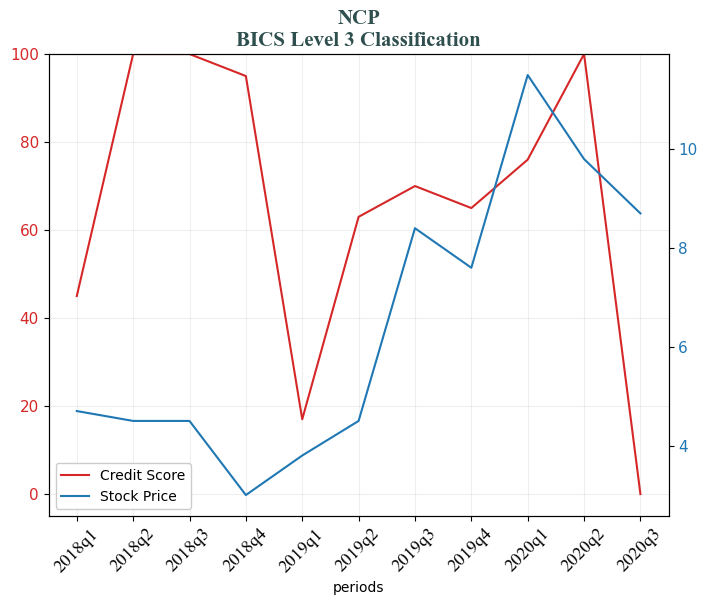 NCP
BICS Level 3 Classification
100
80
60
40
20
0
10
8
6
4
Credit Score
Stock Price
2018q1
2018q2
2018q3
2018q4
2019q1
2019q2
2019q3
2019q4
2020q1
2020q2
2020q3
periods